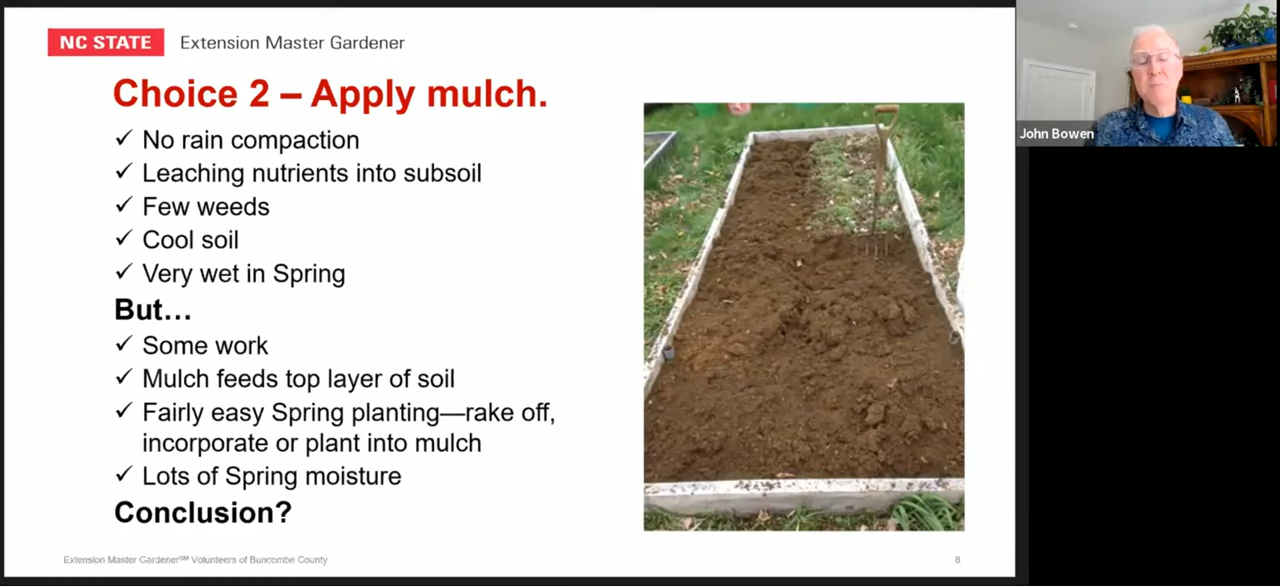 NC STATE Extension Master Gardener
Choice 2 – Apply mulch.
✓ No rain compaction
✓ Leaching nutrients into subsoil
✓ Few weeds
✓ Cool soil
✓ Very wet in Spring
But…
✓ Some work
✓ Mulch feeds top layer of soil
✓ Fairly easy Spring planting—rake off,
incorporate or plant into mulch
✓ Lots of Spring moisture
Conclusion?
Extension Master Gardener℠ Volunteers of Buncombe County
8
John Bowen